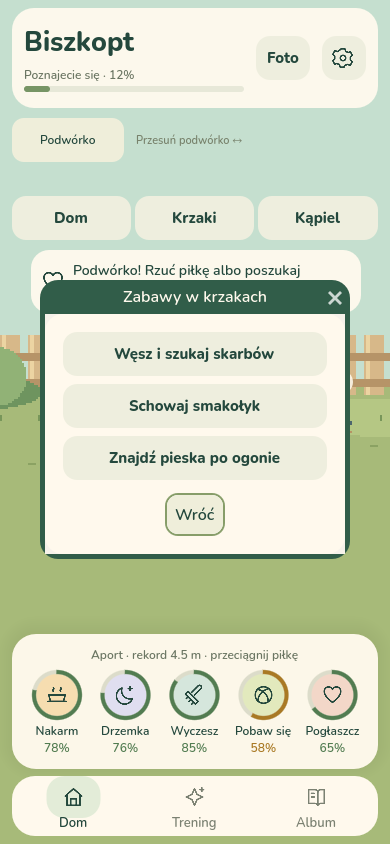 Biszkopt
Poznajecie się · 12%
Foto
Podwórko
Przesuń podwórko ↔
Dom
Krzaki
Kąpiel
Podwórko! Rzuć piłkę albo poszukaj
Zabawy w krzakach
Węsz i szukaj skarbów
Schowaj smakołyk
Znajdź pieska po ogonie
Wróć
Aport · rekord 4.5 m · przeciągnij piłkę
Nakarm
Drzemka
Wyczesz
Pobaw się
Pogłaszcz
78%
76%
85%
58%
65%
Dom
Trening
Album